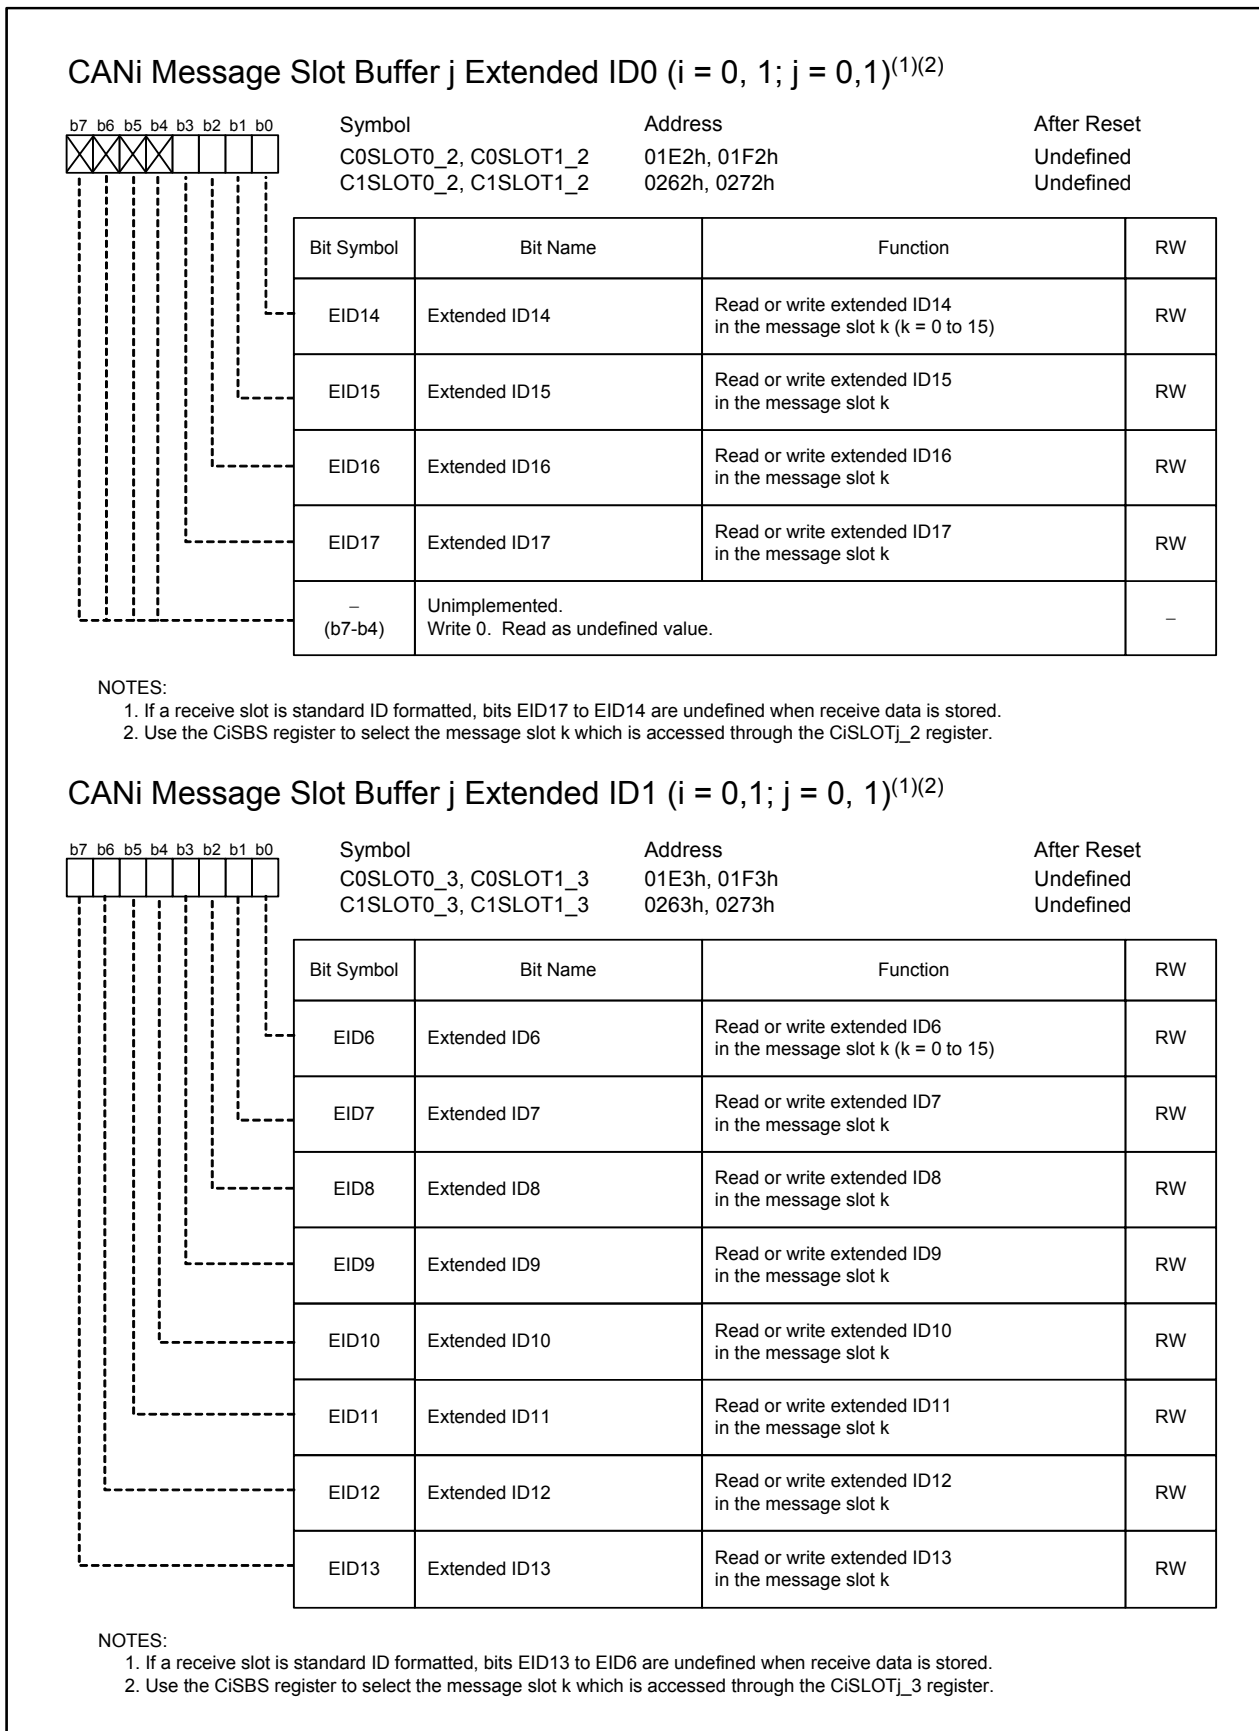 CANi Message Slot Buffer j Extended ID0 (i = 0, 1; j = 0,1)(1)(2)
b7 b6 b5 b4 b3 b2 b1 b0
Symbol Address After Reset
C0SLOT0_2, C0SLOT1_2 01E2h, 01F2h Undefined
C1SLOT0_2, C1SLOT1_2 0262h, 0272h Undefined
Bit Symbol Bit Name Function RW
EID14 Extended ID14 Read or write extended ID14
in the message slot k (k = 0 to 15) RW
EID15 Extended ID15 Read or write extended ID15
in the message slot k RW
EID16 Extended ID16 Read or write extended ID16
in the message slot k RW
EID17 Extended ID17 Read or write extended ID17
in the message slot k RW
– Unimplemented.
(b7-b4) Write 0. Read as undefined value. –
NOTES:
1. If a receive slot is standard ID formatted, bits EID17 to EID14 are undefined when receive data is stored.
2. Use the CiSBS register to select the message slot k which is accessed through the CiSLOTj_2 register.
CANi Message Slot Buffer j Extended ID1 (i = 0,1; j = 0, 1)(1)(2)
b7 b6 b5 b4 b3 b2 b1 b0
Symbol Address After Reset
C0SLOT0_3, C0SLOT1_3 01E3h, 01F3h Undefined
C1SLOT0_3, C1SLOT1_3 0263h, 0273h Undefined
Bit Symbol Bit Name Function RW
EID6 Extended ID6 Read or write extended ID6
in the message slot k (k = 0 to 15) RW
EID7 Extended ID7 Read or write extended ID7
in the message slot k RW
EID8 Extended ID8 Read or write extended ID8
in the message slot k RW
EID9 Extended ID9 Read or write extended ID9
in the message slot k RW
EID10 Extended ID10 Read or write extended ID10
in the message slot k RW
EID11 Extended ID11 Read or write extended ID11
in the message slot k RW
EID12 Extended ID12 Read or write extended ID12
in the message slot k RW
EID13 Extended ID13 Read or write extended ID13
in the message slot k RW
NOTES:
1. If a receive slot is standard ID formatted, bits EID13 to EID6 are undefined when receive data is stored.
2. Use the CiSBS register to select the message slot k which is accessed through the CiSLOTj_3 register.